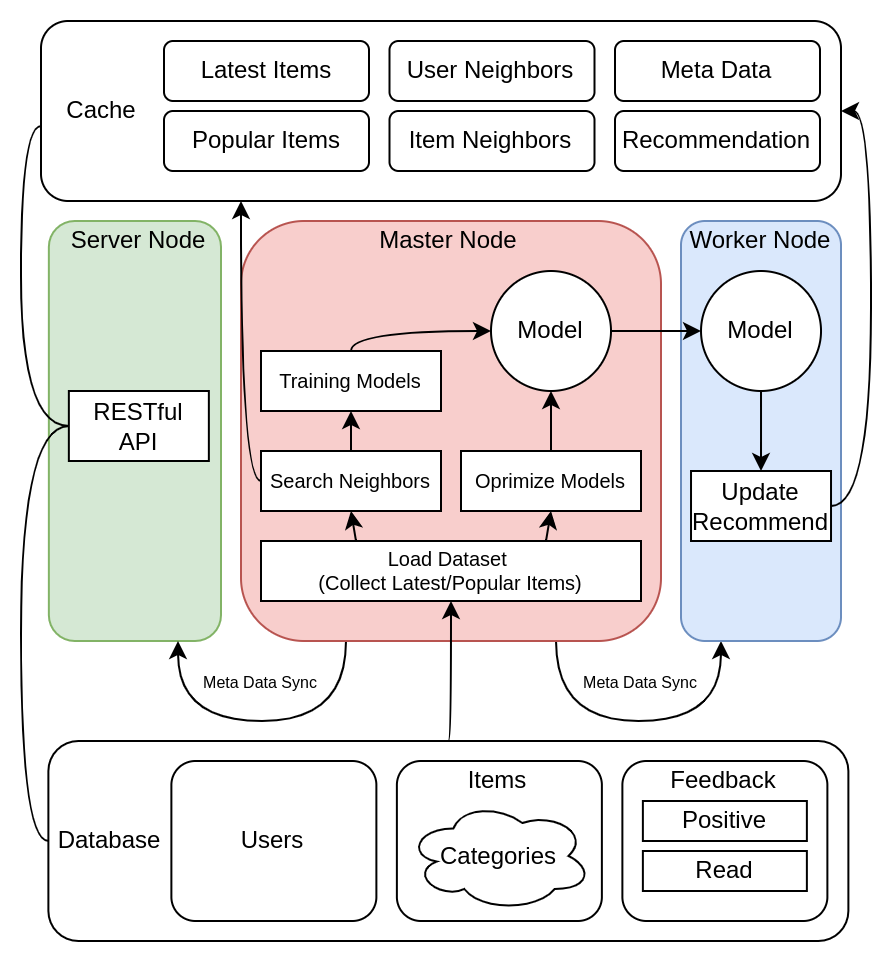 Cache
Latest Items
User Neighbors
Meta Data
Popular Items
Item Neighbors
Recommendation
Server Node
Master Node
Worker Node
Model
Model
Training Models
RESTful
API
Search Neighbors
Oprimize Models
Update
Recommend
Load Dataset
(Collect Latest/Popular Items)
Meta Data Sync
Meta Data Sync
Database
Users
Items
Categories
Feedback
Positive
Read